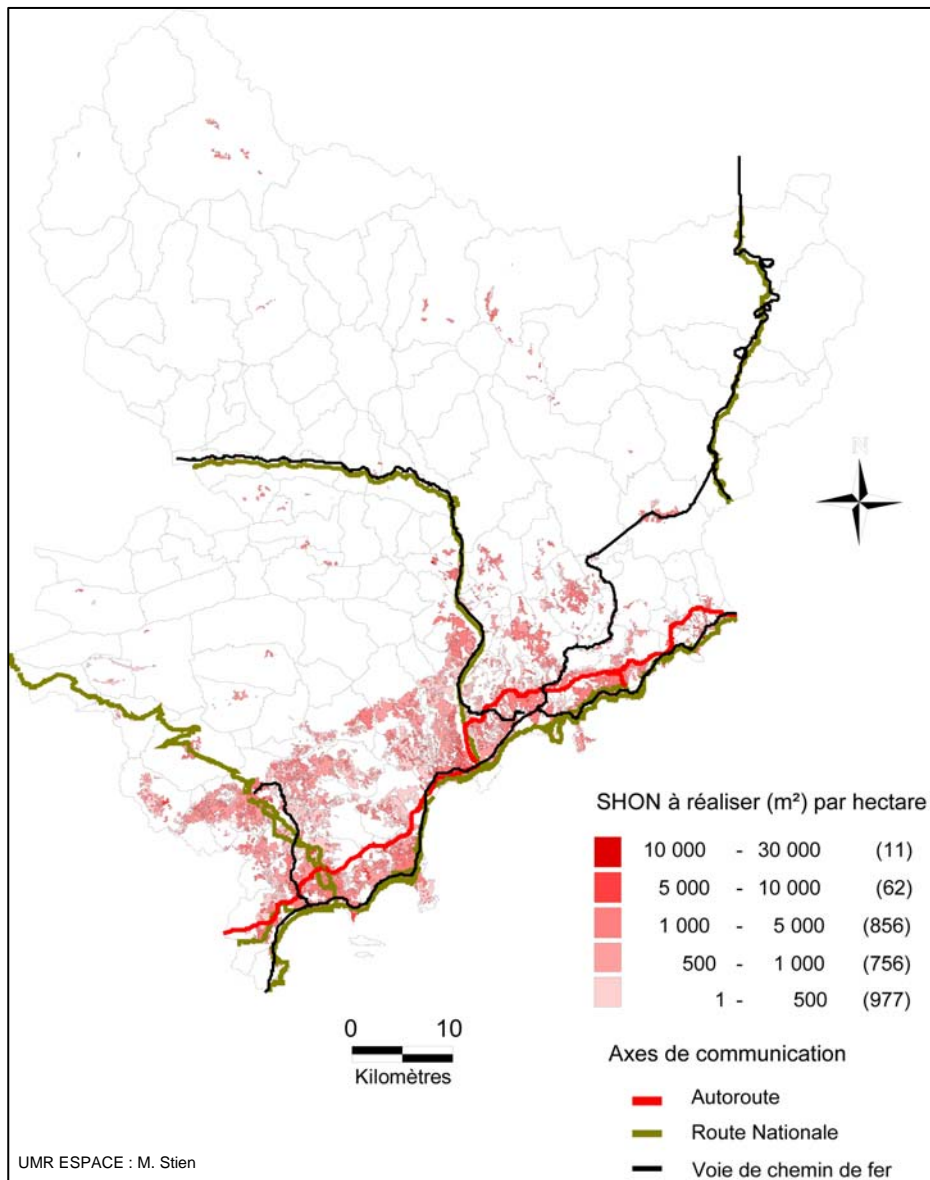 N
SHON à réaliser (m²) par hectare
10 000 - 30 000 (11)
5 000 - 10 000 (62)
1 000 - 5 000 (856)
500 - 1 000 (756)
1 - 500 (977)
0 10
Kilomètres
Axes de communication
Autoroute
Route Nationale
Voie de chemin de fer
UMR ESPACE : M. Stien